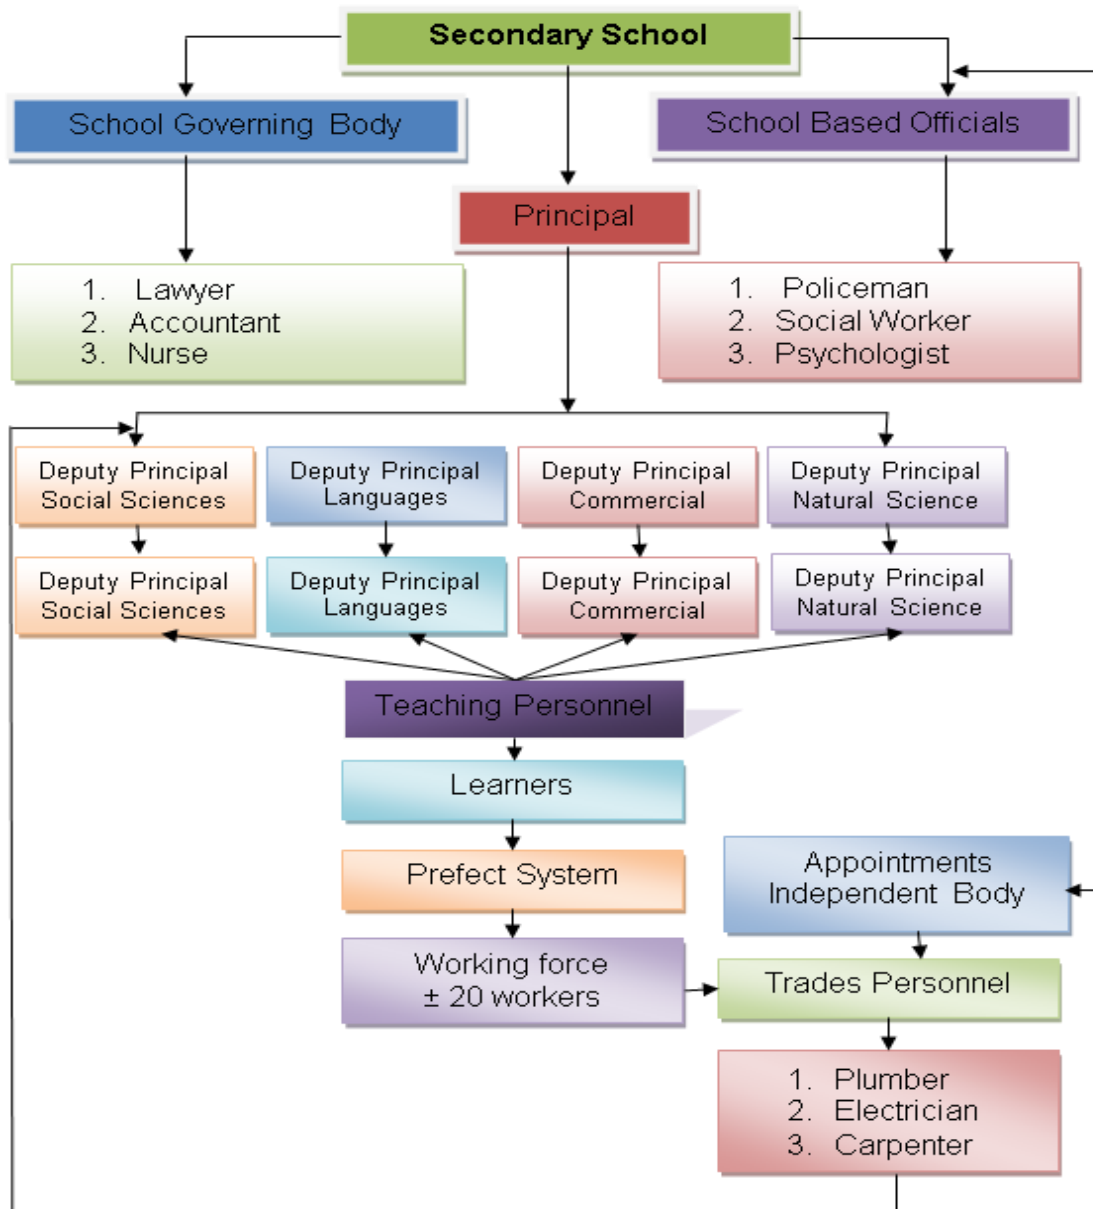 Secondary School
School Governing Body
School Based Officials
Principal
1. Lawyer
2. Accountant
3. Nurse
1. Policeman
2. Social Worker
3. Psychologist
Deputy Principal
Social Sciences
Deputy Principal
Languages
Deputy Principal
Commercial
Deputy Principal
Natural Science
Deputy Principal
Social Sciences
Deputy Principal
Languages
Deputy Principal
Commercial
Deputy Principal
Natural Science
Teaching Personnel
Learners
Prefect System
Appointments
Independent Body
Working force
± 20 workers
Trades Personnel
1. Plumber
2. Electrician
3. Carpenter